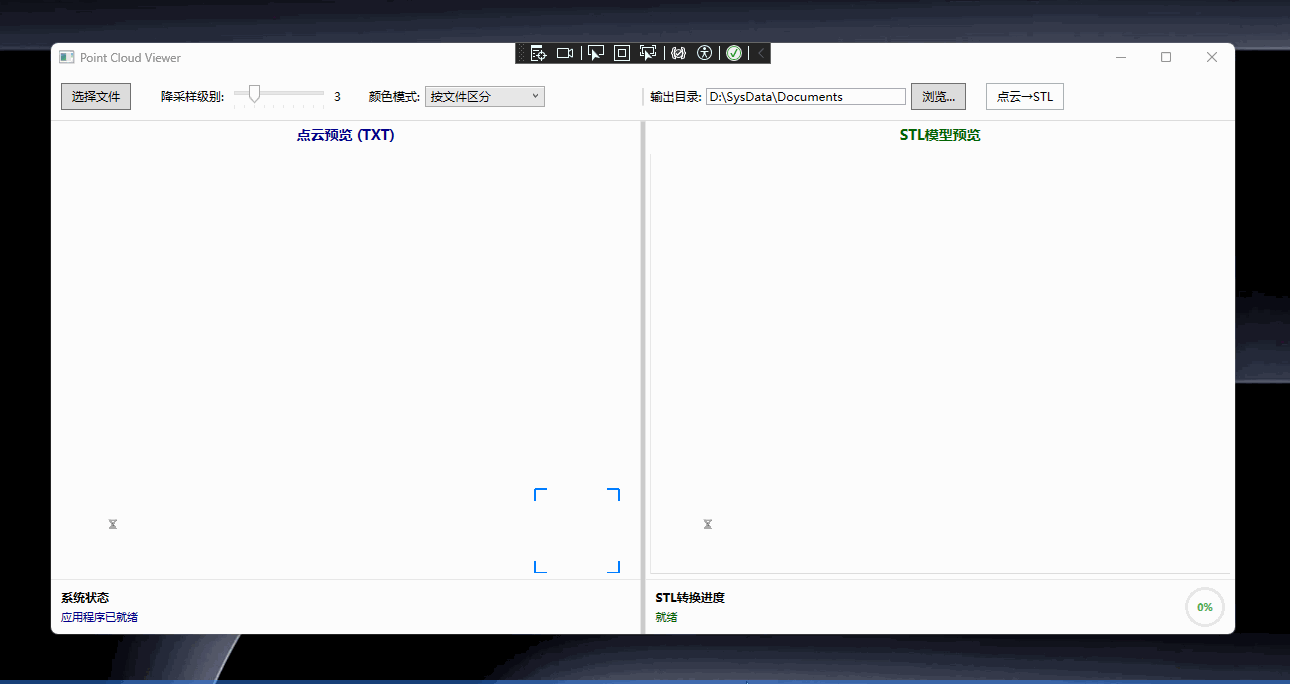 Point Cloud Viewer
选择文件 降采样级别: 3 颜色模式: 按文件区分 输出目录: D:\SysData\Documents 浏览... 点云→STL
点云预览 (TXT)
STL模型预览
系统状态
应用程序已就绪
STL转换进度
就绪
0%